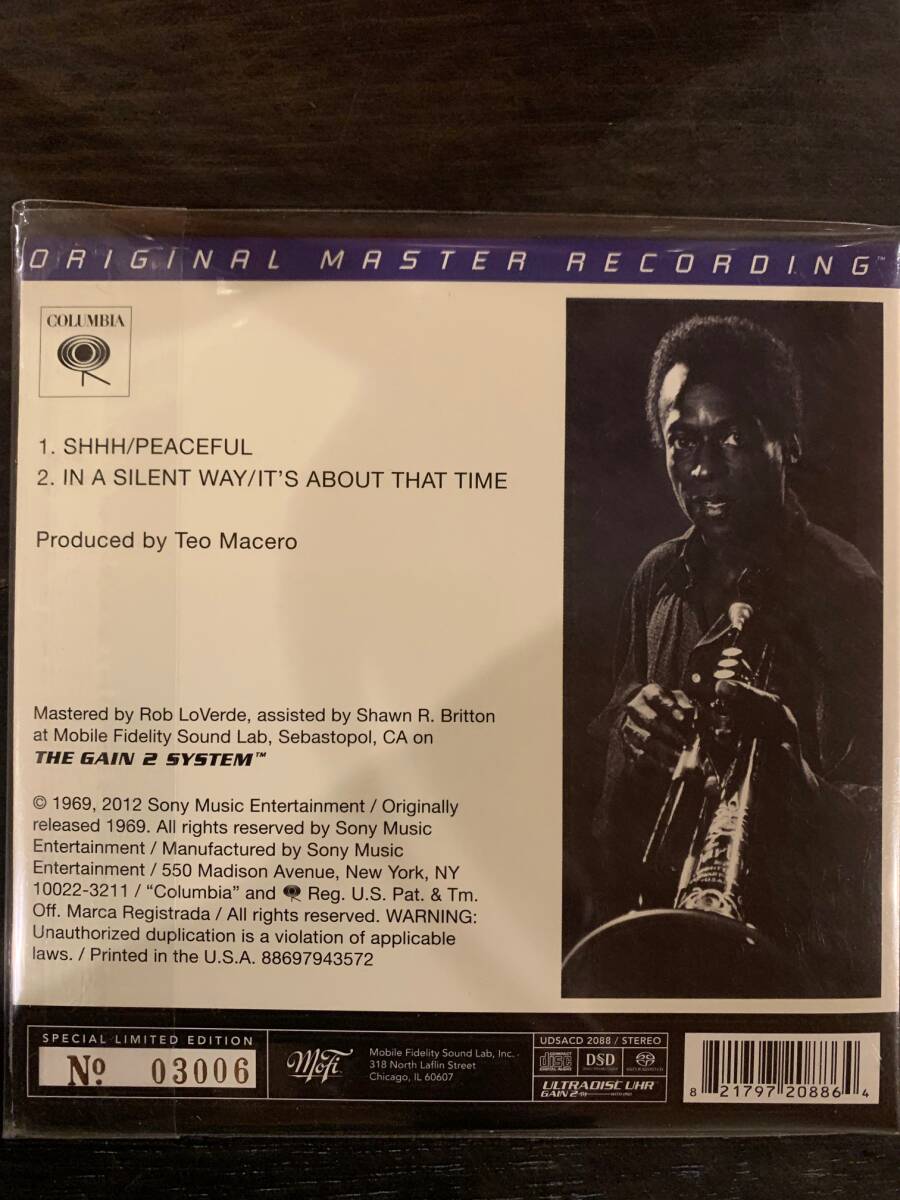 ORIGINAL MASTER RECORDING™
COLUMBIA
1. SHHH/PEACEFUL
2. IN A SILENT WAY/IT'S ABOUT THAT TIME
Produced by Teo Macero
Mastered by Rob LoVerde, assisted by Shawn R. Britton
at Mobile Fidelity Sound Lab, Sebastopol, CA on
THE GAIN 2 SYSTEM™
© 1969, 2012 Sony Music Entertainment / Originally
released 1969. All rights reserved by Sony Music
Entertainment / Manufactured by Sony Music
Entertainment / 550 Madison Avenue, New York, NY
10022-3211 / “Columbia” and Reg. U.S. Pat. & Tm.
Off. Marca Registrada / All rights reserved. WARNING:
Unauthorized duplication is a violation of applicable
laws. / Printed in the U.S.A. 88697943572
SPECIAL LIMITED EDITION
Nº 03006
MoFi
Mobile Fidelity Sound Lab, Inc.
318 North Laflin Street
Chicago, IL 60607
UDSACD 2088 / STEREO
COMPACT disc DIGITAL AUDIO
DSD
ULTRADISC UHR
GAIN 2
8 21797 20886 4